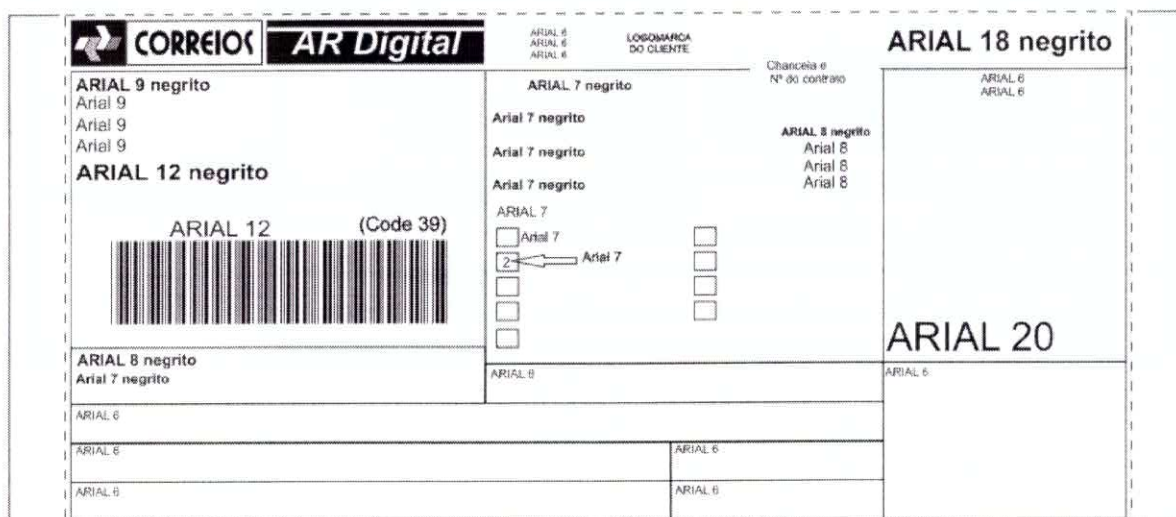 CORREIOS
AR Digital
ARIAL 6
ARIAL 6
ARIAL 6
LOGOMARCA
DO CLIENTE
Chancela e
Nº do contrato
ARIAL 18 negrito
ARIAL 9 negrito
Arial 9
Arial 9
Arial 9
ARIAL 12 negrito
ARIAL 12
(Code 39)
ARIAL 8 negrito
Arial 7 negrito
ARIAL 7 negrito
Arial 7 negrito
Arial 7 negrito
Arial 7 negrito
ARIAL 8 negrito
Arial 8
Arial 8
Arial 8
ARIAL 7
Arial 7
2
Arial 7
ARIAL 6
ARIAL 6
ARIAL 6
ARIAL 20
ARIAL 6
ARIAL 6
ARIAL 6
ARIAL 6
ARIAL 6
ARIAL 6